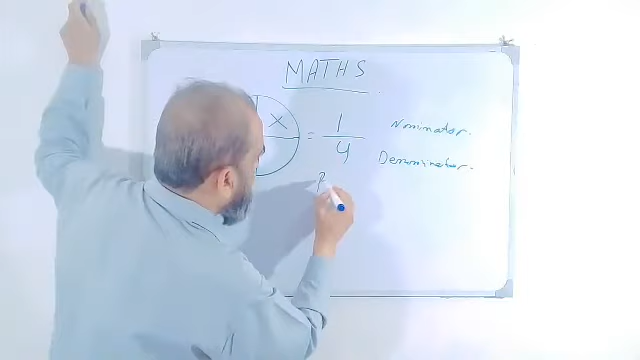 MATHS
X = 1/4
Nominator.
Denominator.
P